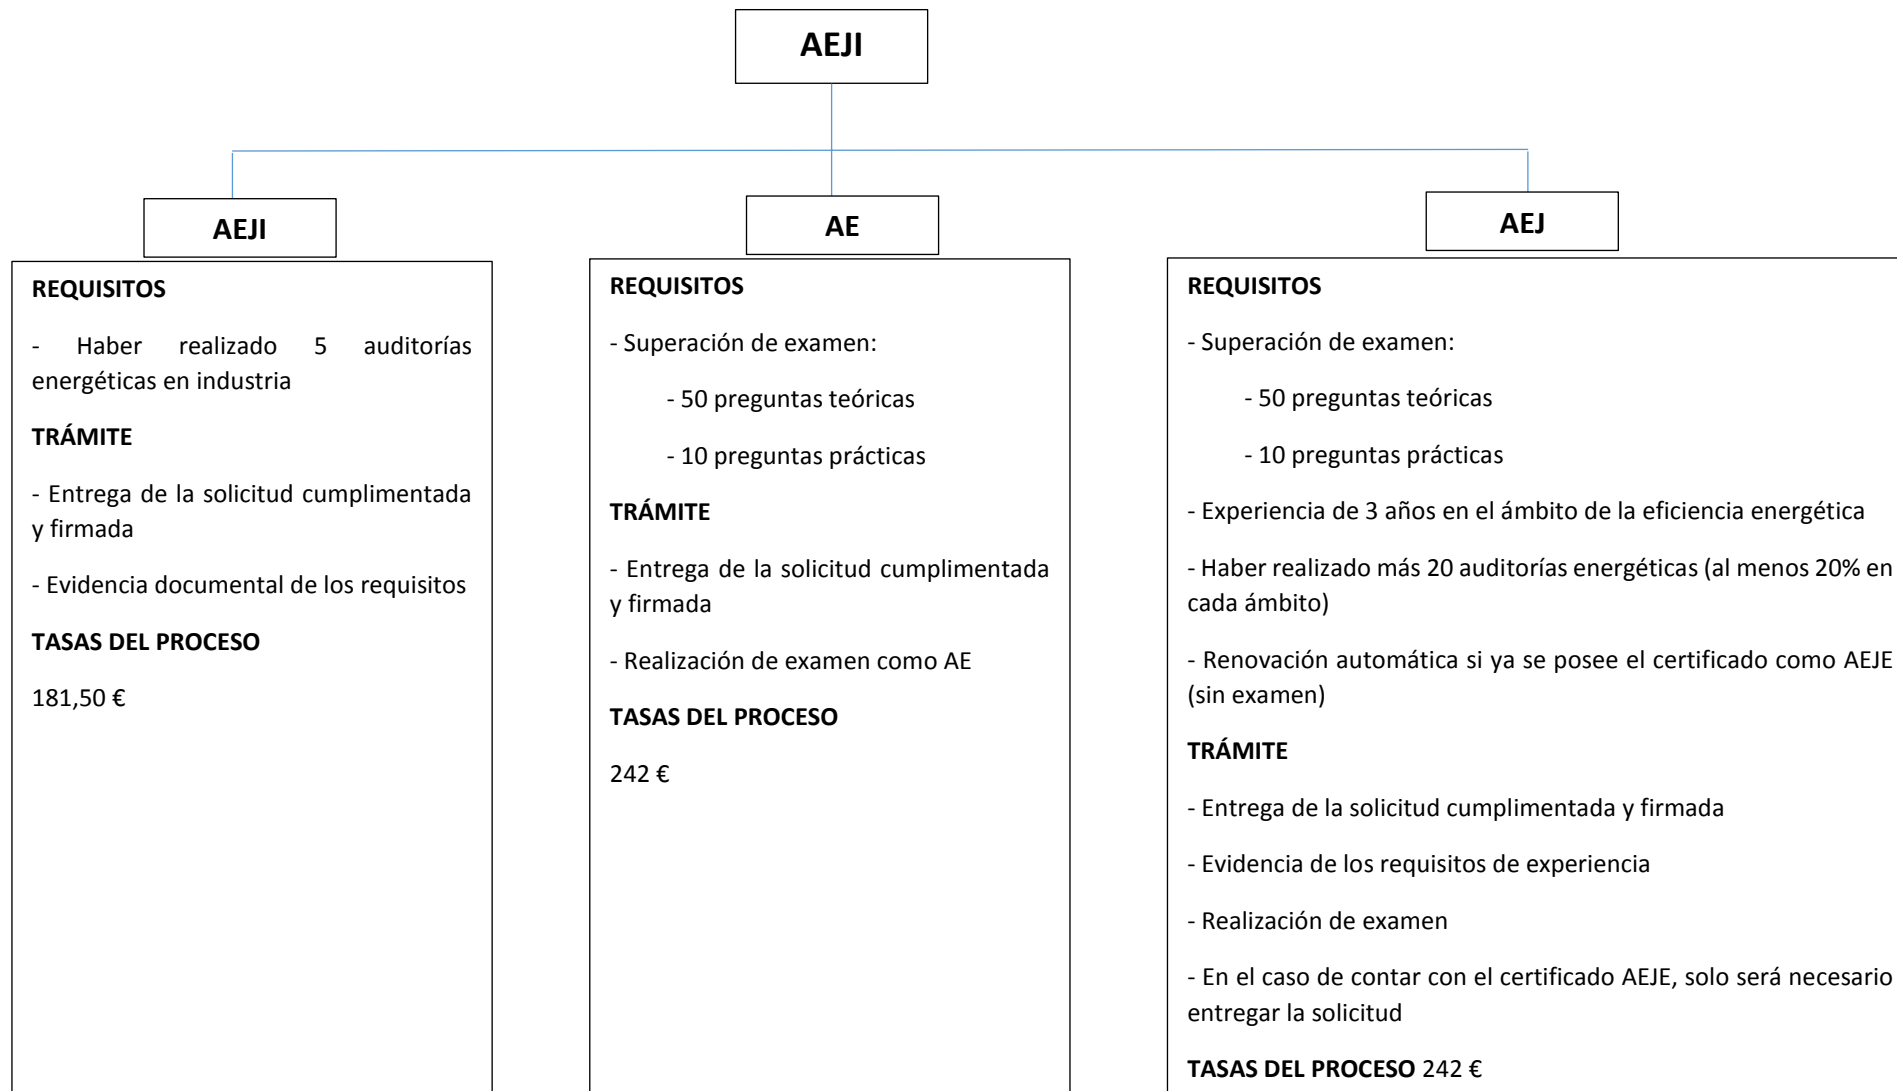 AEJI
AEJI
REQUISITOS
- Haber realizado 5 auditorías
energéticas en industria
TRÁMITE
- Entrega de la solicitud cumplimentada
y firmada
- Evidencia documental de los requisitos
TASAS DEL PROCESO
181,50 €
AE
REQUISITOS
- Superación de examen:
- 50 preguntas teóricas
- 10 preguntas prácticas
TRÁMITE
- Entrega de la solicitud cumplimentada
y firmada
- Realización de examen como AE
TASAS DEL PROCESO
242 €
AEJ
REQUISITOS
- Superación de examen:
- 50 preguntas teóricas
- 10 preguntas prácticas
- Experiencia de 3 años en el ámbito de la eficiencia energética
- Haber realizado más 20 auditorías energéticas (al menos 20% en
cada ámbito)
- Renovación automática si ya se posee el certificado como AEJE
(sin examen)
TRÁMITE
- Entrega de la solicitud cumplimentada y firmada
- Evidencia de los requisitos de experiencia
- Realización de examen
- En el caso de contar con el certificado AEJE, solo será necesario
entregar la solicitud
TASAS DEL PROCESO 242 €